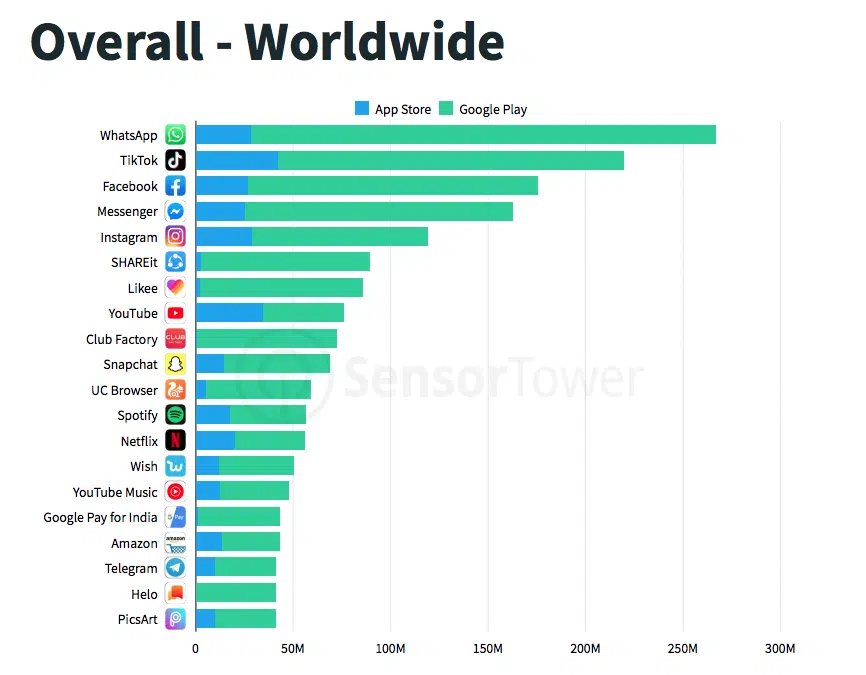 Overall - Worldwide
App Store Google Play
WhatsApp
TikTok
Facebook
Messenger
Instagram
SHAREit
Likee
YouTube
Club Factory
Snapchat
UC Browser
Spotify
Netflix
Wish
YouTube Music
Google Pay for India
Amazon
Telegram
Helo
PicsArt
SensorTower
0 50M 100M 150M 200M 250M 300M